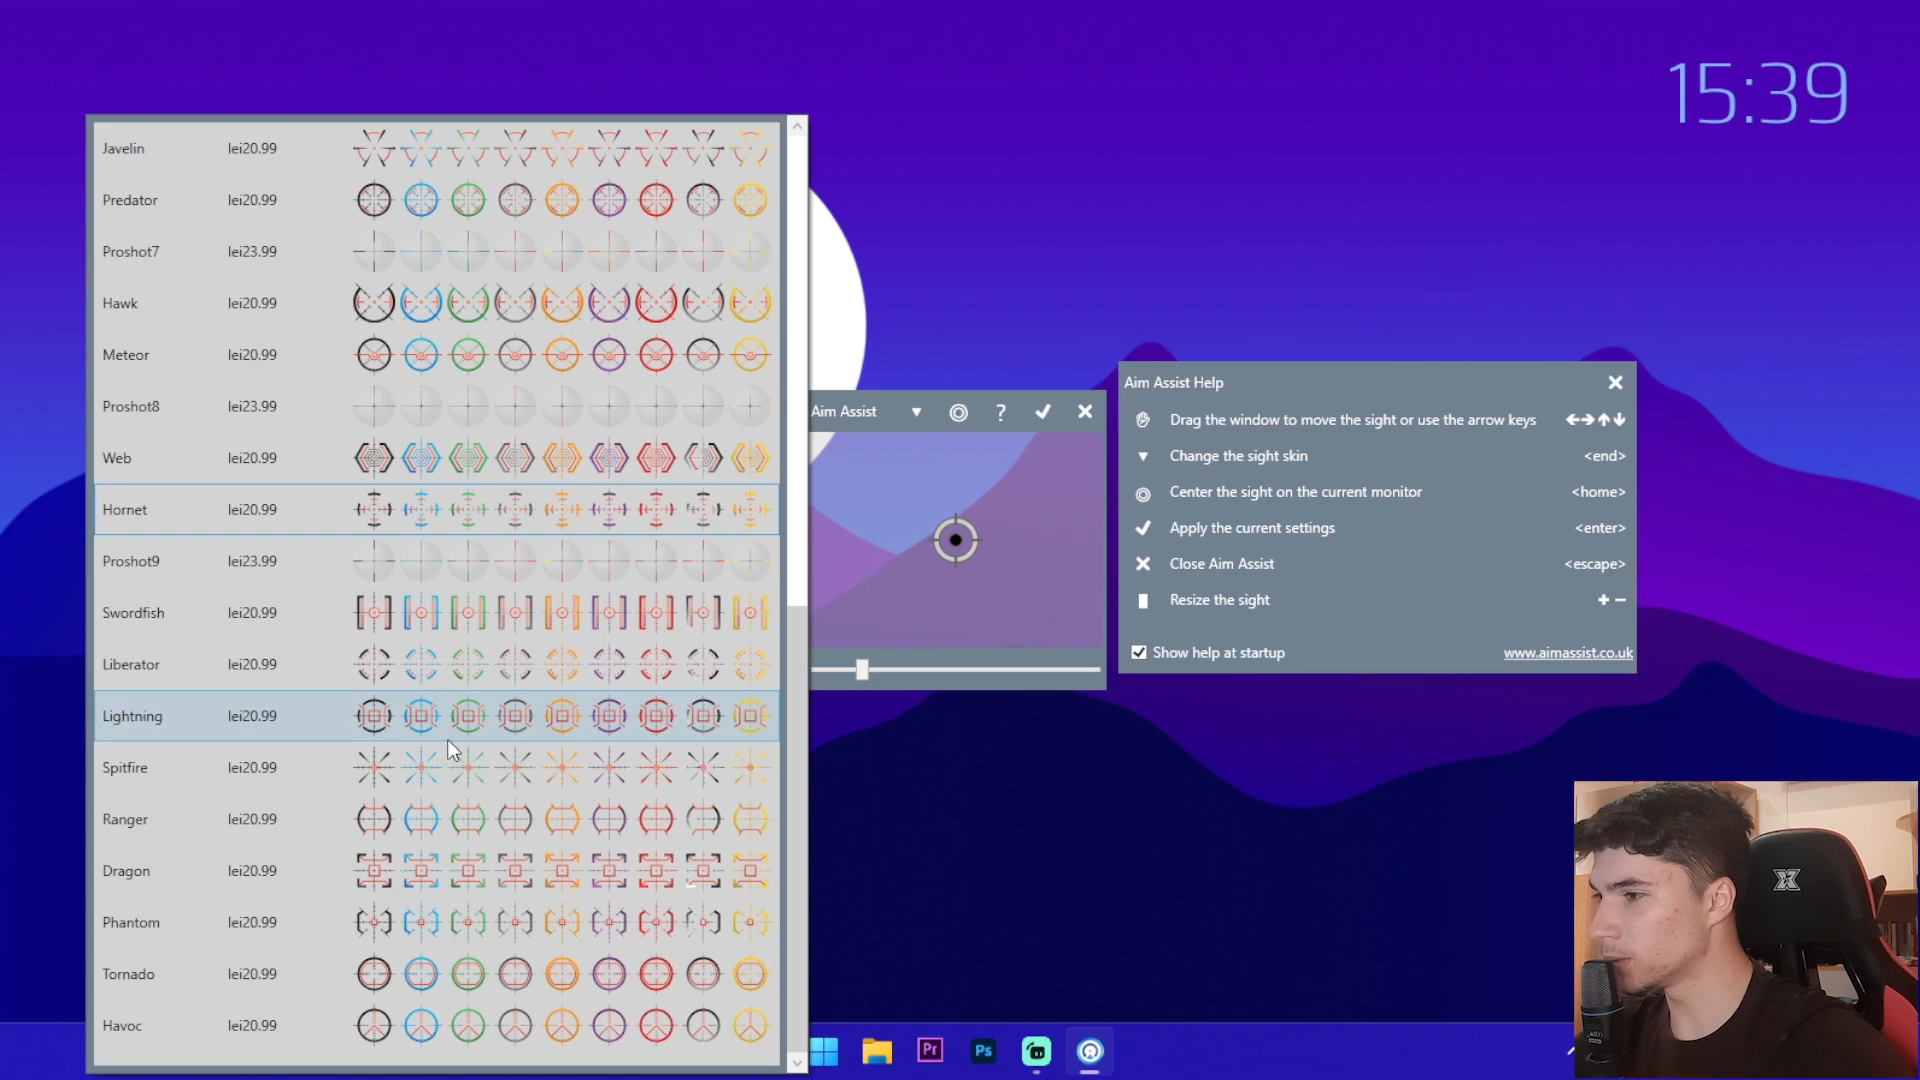 15:39
Javelin lei20.99
Predator lei20.99
Proshot7 lei23.99
Hawk lei20.99
Meteor lei20.99
Proshot8 lei23.99
Web lei20.99
Hornet lei20.99
Proshot9 lei23.99
Swordfish lei20.99
Liberator lei20.99
Lightning lei20.99
Spitfire lei20.99
Ranger lei20.99
Dragon lei20.99
Phantom lei20.99
Tornado lei20.99
Havoc lei20.99
Aim Assist ?
Aim Assist Help
Drag the window to move the sight or use the arrow keys
Change the sight skin <end>
Center the sight on the current monitor <home>
Apply the current settings <enter>
Close Aim Assist <escape>
Resize the sight + −
Show help at startup www.aimassist.co.uk
Pr Ps